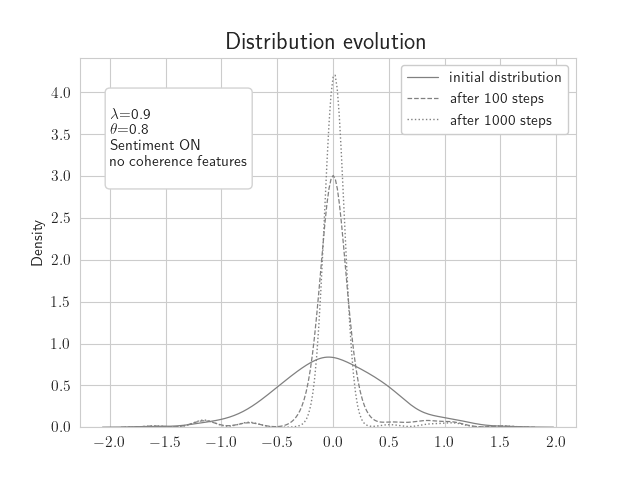 Distribution evolution
λ=0.9
θ=0.8
Sentiment ON
no coherence features
initial distribution
after 100 steps
after 1000 steps
Density
4.0
3.5
3.0
2.5
2.0
1.5
1.0
0.5
0.0
−2.0 −1.5 −1.0 −0.5 0.0 0.5 1.0 1.5 2.0